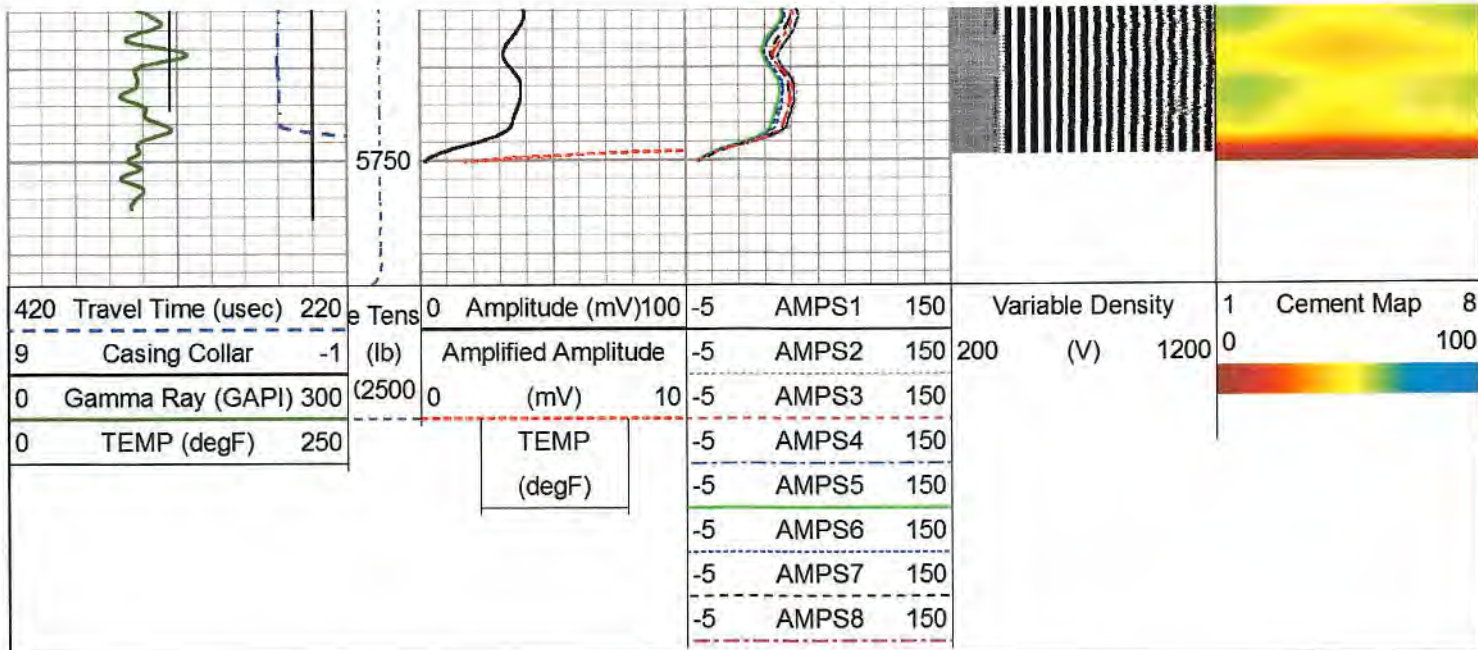 5750
420 Travel Time (usec) 220
9 Casing Collar -1
0 Gamma Ray (GAPI) 300
0 TEMP (degF) 250
e Tens
(lb)
(2500
0 Amplitude (mV) 100
Amplified Amplitude
0 (mV) 10
TEMP
(degF)
-5 AMPS1 150
-5 AMPS2 150
-5 AMPS3 150
-5 AMPS4 150
-5 AMPS5 150
-5 AMPS6 150
-5 AMPS7 150
-5 AMPS8 150
Variable Density
200 (V) 1200
1 Cement Map 8
0 100